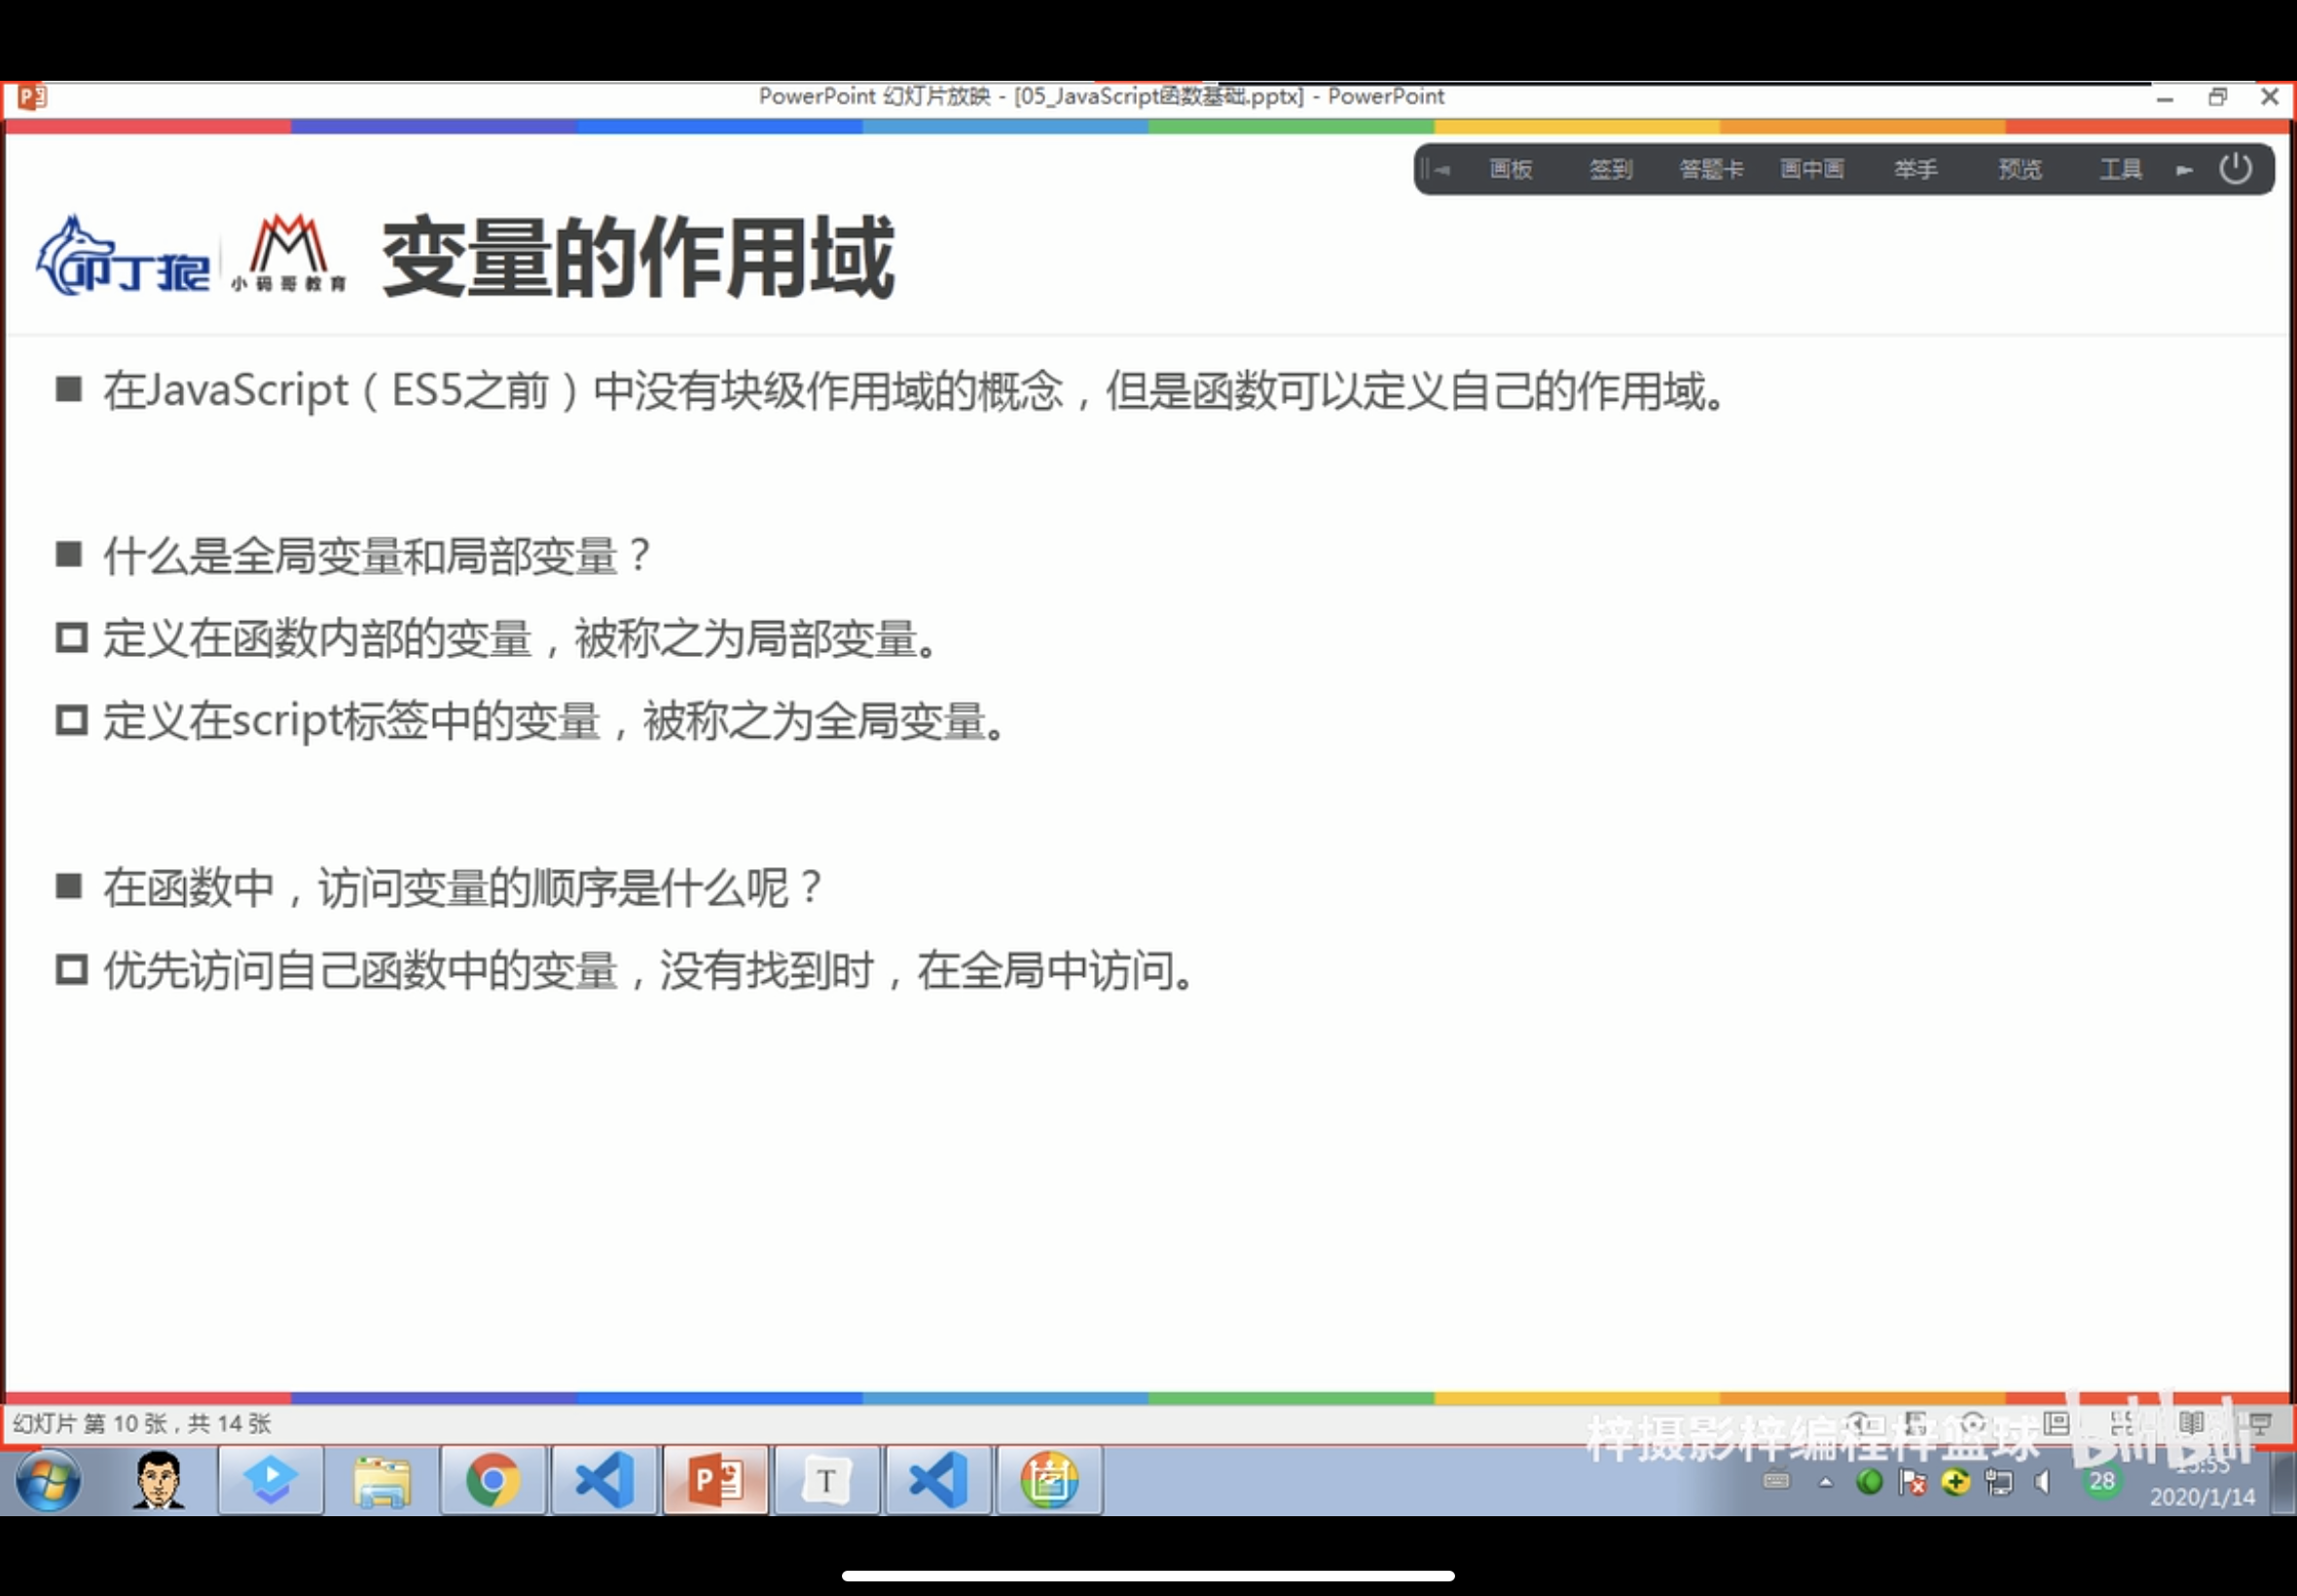 PowerPoint 幻灯片放映 - [05_JavaScript函数基础.pptx] - PowerPoint
画板 签到 答题卡 画中画 举手 预览 工具
叩丁狼 小码哥教育 变量的作用域
在JavaScript（ES5之前）中没有块级作用域的概念，但是函数可以定义自己的作用域。
什么是全局变量和局部变量？
定义在函数内部的变量，被称之为局部变量。
定义在script标签中的变量，被称之为全局变量。
在函数中，访问变量的顺序是什么呢？
优先访问自己函数中的变量，没有找到时，在全局中访问。
幻灯片 第 10 张，共 14 张
梓摄影梓编程梓篮球 bilibili
28
2020/1/14